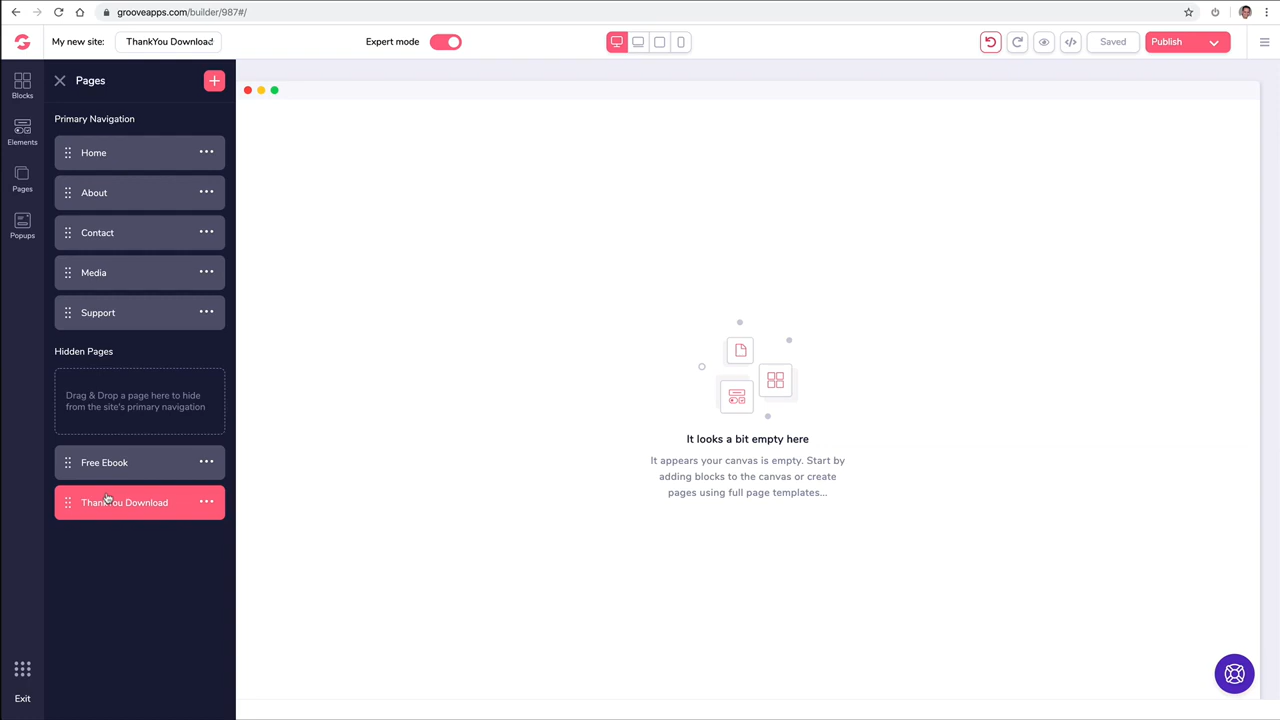 grooveapps.com/builder/987#/
My new site:
ThankYou Download
Expert mode
Saved
Publish
Blocks
Elements
Pages
Popups
Exit
Pages
Primary Navigation
Home
About
Contact
Media
Support
Hidden Pages
Drag & Drop a page here to hide
from the site's primary navigation
Free Ebook
ThankYou Download
It looks a bit empty here
It appears your canvas is empty. Start by
adding blocks to the canvas or create
pages using full page templates...